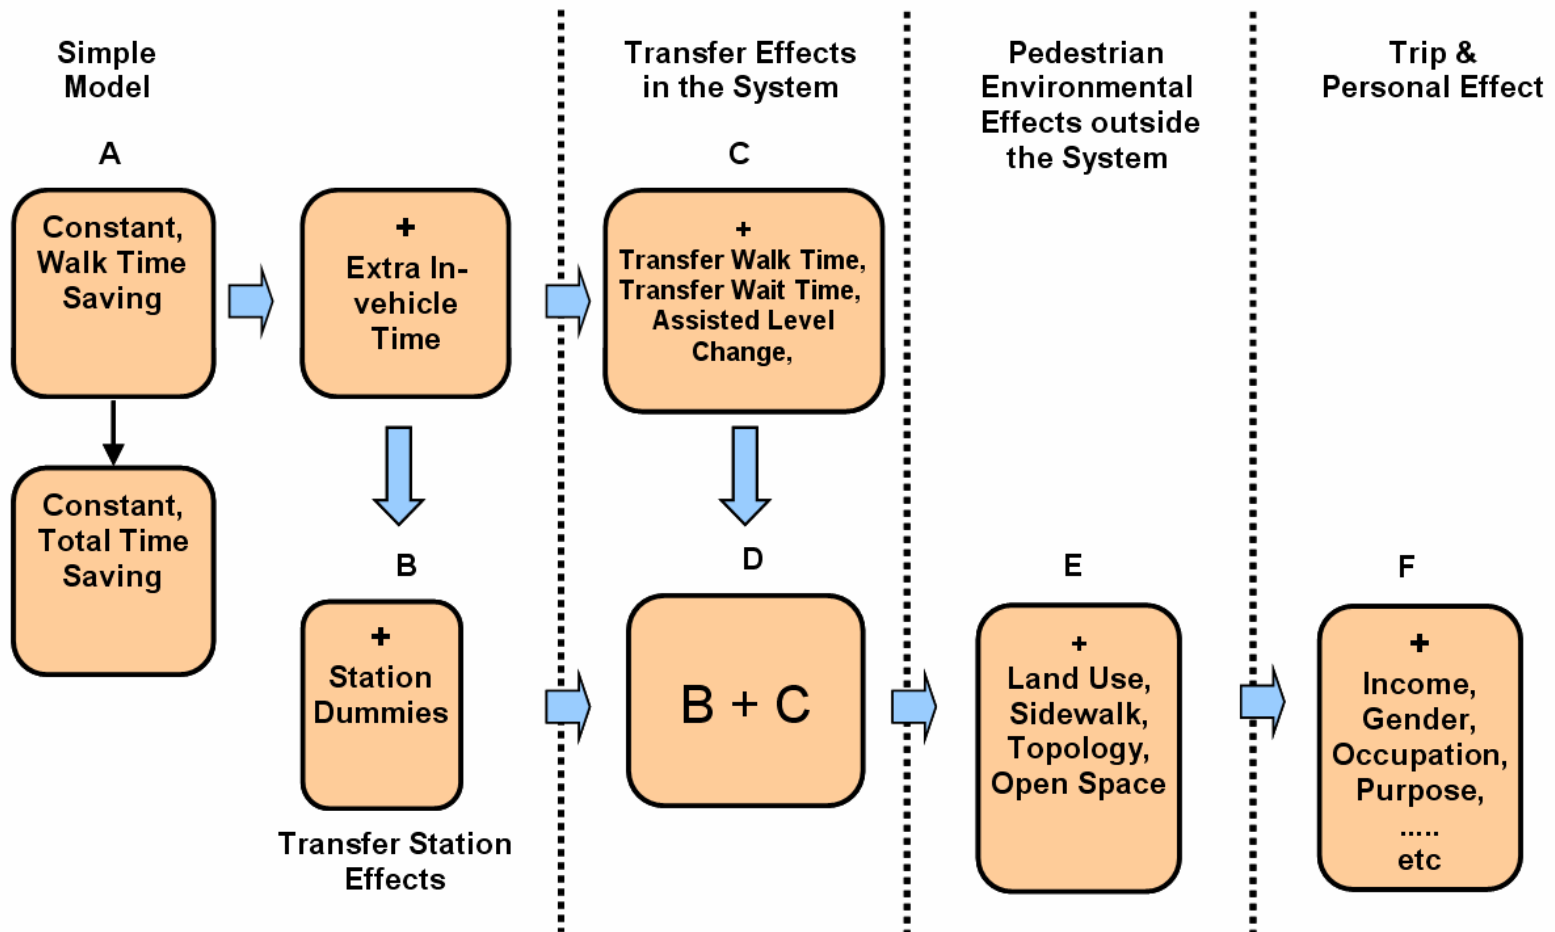 Simple
Model
A
Constant,
Walk Time
Saving
Constant,
Total Time
Saving
+
Extra In-
vehicle
Time
B
+
Station
Dummies
Transfer Station
Effects
Transfer Effects
in the System
C
+
Transfer Walk Time,
Transfer Wait Time,
Assisted Level
Change,
D
B + C
Pedestrian
Environmental
Effects outside
the System
E
+
Land Use,
Sidewalk,
Topology,
Open Space
Trip &
Personal Effect
F
+
Income,
Gender,
Occupation,
Purpose,
.....
etc